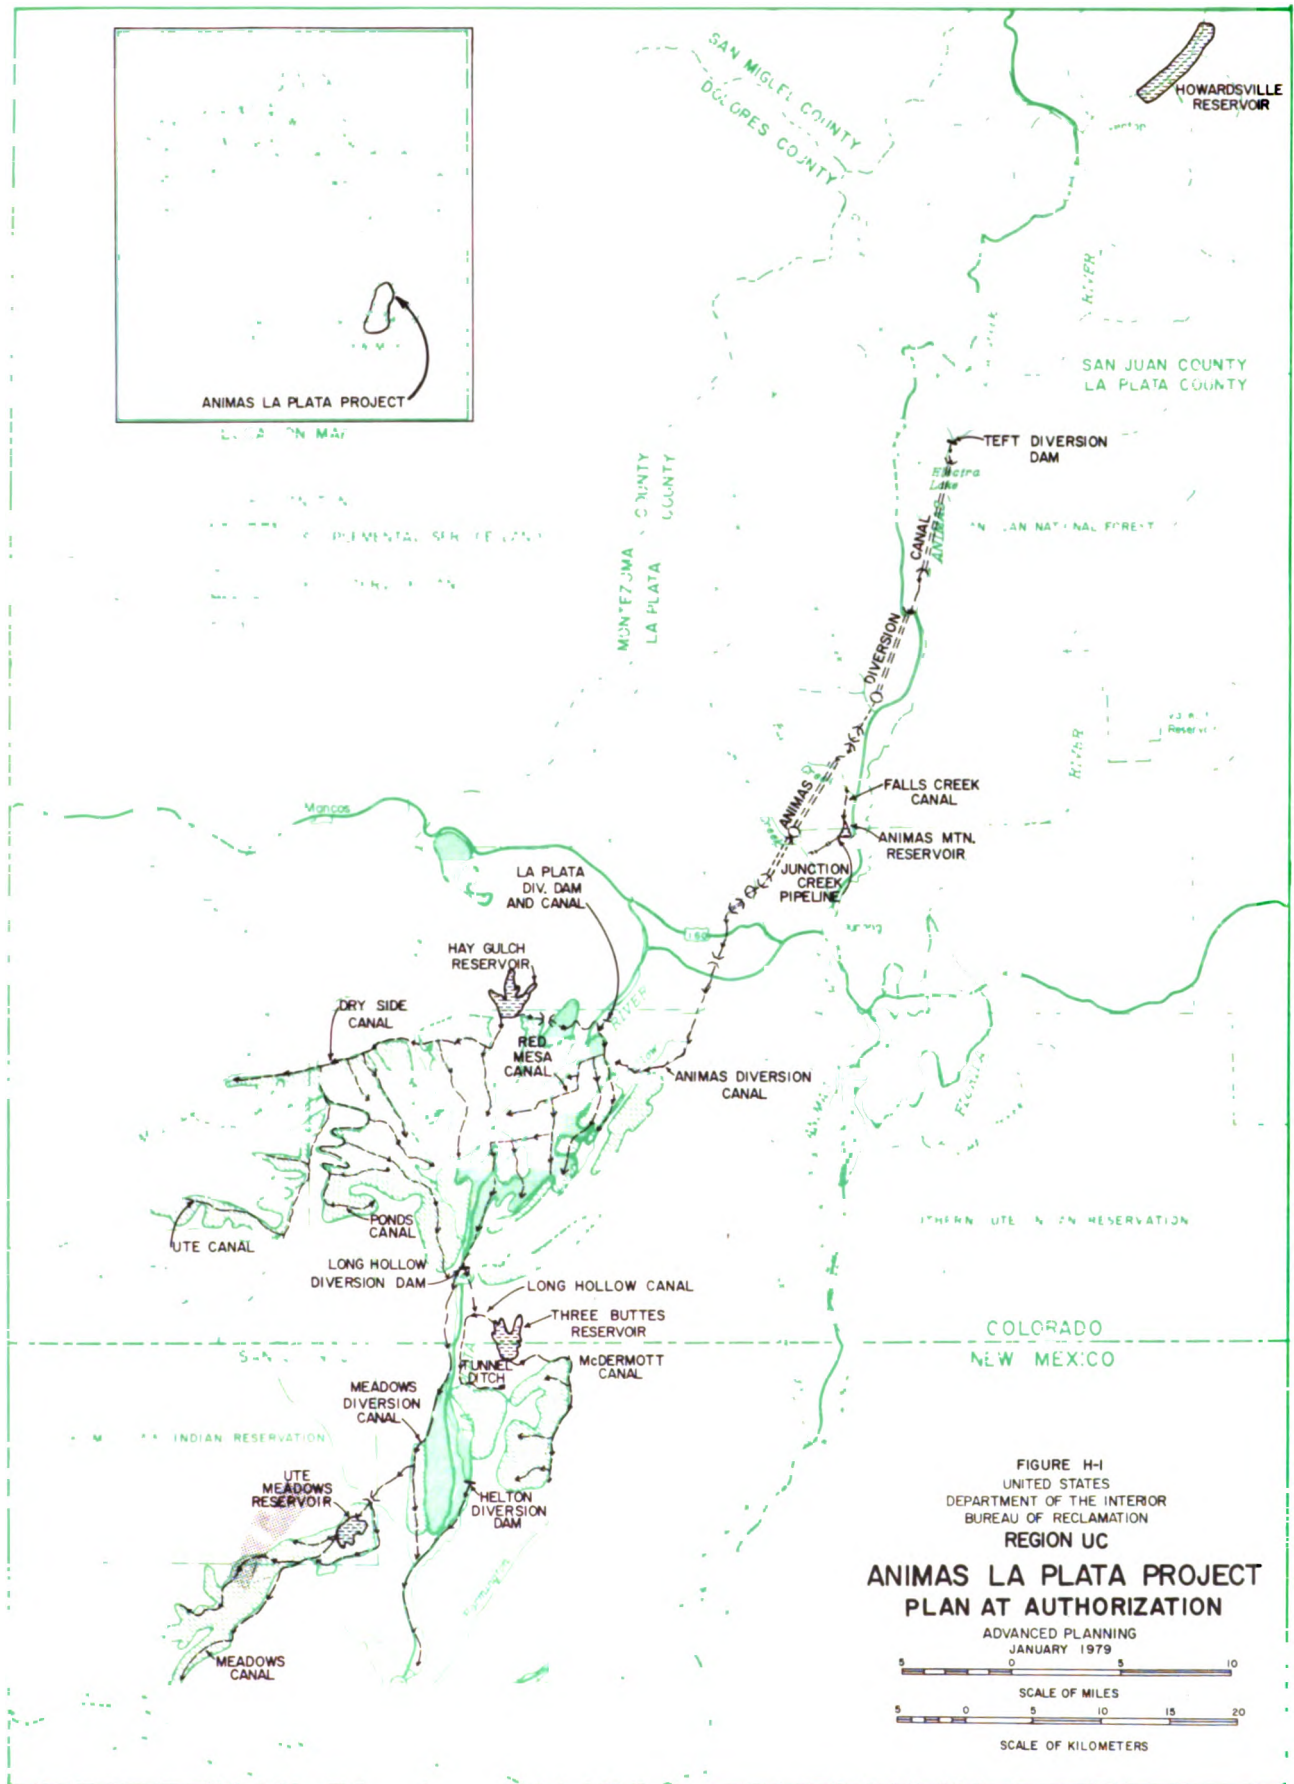 HOWARDSVILLE
RESERVOIR
SAN MIGUEL COUNTY
DOLORES COUNTY
RIVER
ANIMAS LA PLATA PROJECT
SAN JUAN COUNTY
LA PLATA COUNTY
TEFT DIVERSION
DAM
Lake
MONTEZUMA COUNTY
LA PLATA COUNTY
ANIMAS
ANIMAS DIVERSION CANAL
RIVER
FALLS CREEK
CANAL
ANIMAS MTN.
RESERVOIR
JUNCTION
CREEK
PIPELINE
Mancos
LA PLATA
DIV. DAM
AND CANAL
160
HAY GULCH
RESERVOIR
DRY SIDE
CANAL
RIVER
RED
MESA
CANAL
ANIMAS DIVERSION
CANAL
PONDS
CANAL
UTE CANAL
LONG HOLLOW
DIVERSION DAM
LONG HOLLOW CANAL
THREE BUTTES
RESERVOIR
COLORADO
NEW MEXICO
TUNNEL
DITCH
McDERMOTT
CANAL
MEADOWS
DIVERSION
CANAL
INDIAN RESERVATION
UTE
MEADOWS
RESERVOIR
HELTON
DIVERSION
DAM
MEADOWS
CANAL
FIGURE H-I
UNITED STATES
DEPARTMENT OF THE INTERIOR
BUREAU OF RECLAMATION
REGION UC
ANIMAS LA PLATA PROJECT
PLAN AT AUTHORIZATION
ADVANCED PLANNING
JANUARY 1979
5 0 5 10
SCALE OF MILES
5 0 5 10 15 20
SCALE OF KILOMETERS